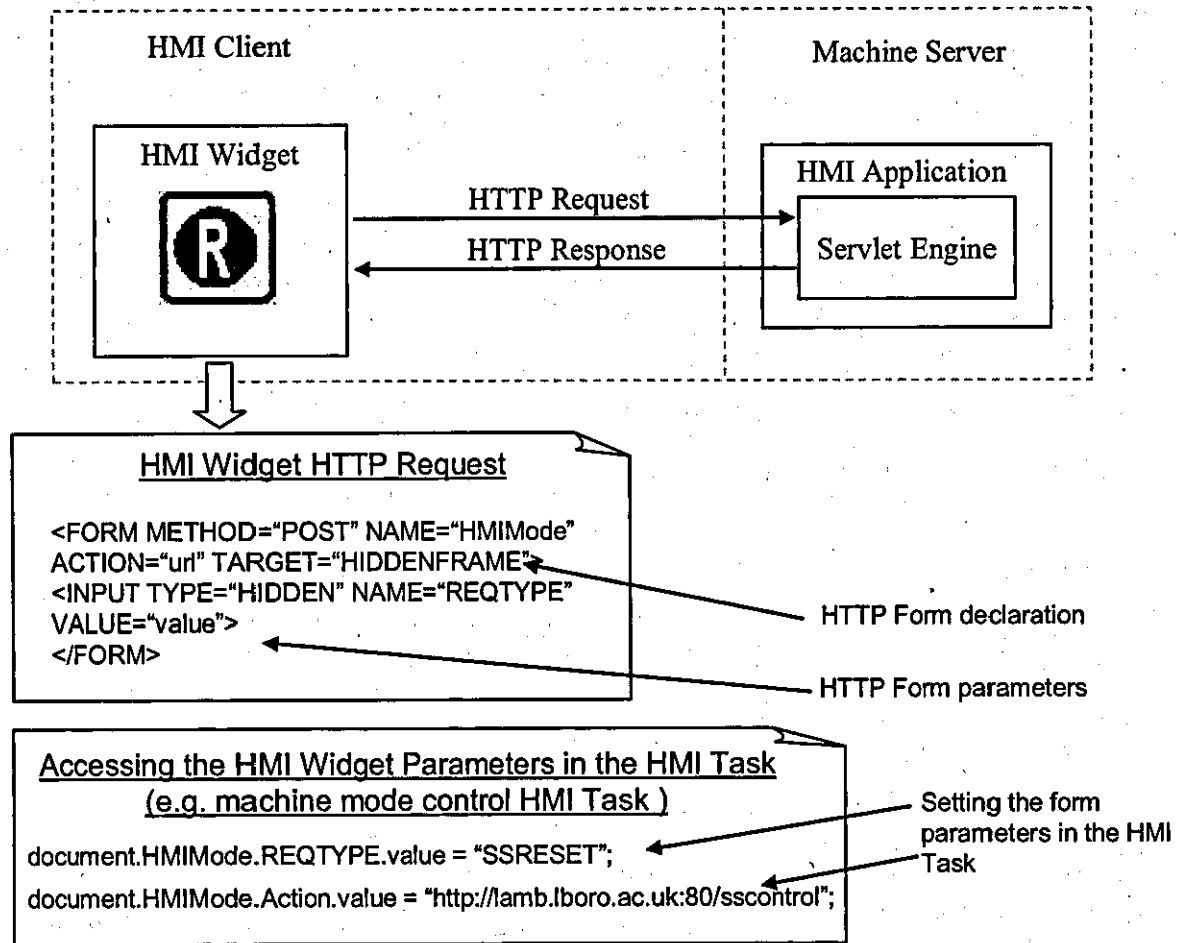 HMI Client
Machine Server
HMI Widget
R
HMI Application
Servlet Engine
HTTP Request
HTTP Response
HMI Widget HTTP Request
<FORM METHOD="POST" NAME="HMIMode"
ACTION="url" TARGET="HIDDENFRAME">
<INPUT TYPE="HIDDEN" NAME="REQTYPE"
VALUE="value">
</FORM>
HTTP Form declaration
HTTP Form parameters
Accessing the HMI Widget Parameters in the HMI Task
(e.g. machine mode control HMI Task )
document.HMIMode.REQTYPE.value = "SSRESET";
document.HMIMode.Action.value = "http://lamb.lboro.ac.uk:80/sscontrol";
Setting the form
parameters in the HMI
Task